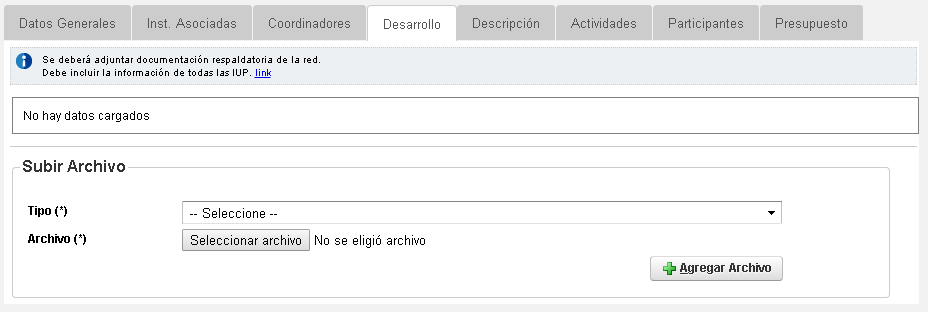 Datos Generales Inst. Asociadas Coordinadores Desarrollo Descripción Actividades Participantes Presupuesto
Se deberá adjuntar documentación respaldatoria de la red.
Debe incluir la información de todas las IUP. link
No hay datos cargados
Subir Archivo
Tipo (*) -- Seleccione --
Archivo (*) Seleccionar archivo No se eligió archivo
Agregar Archivo